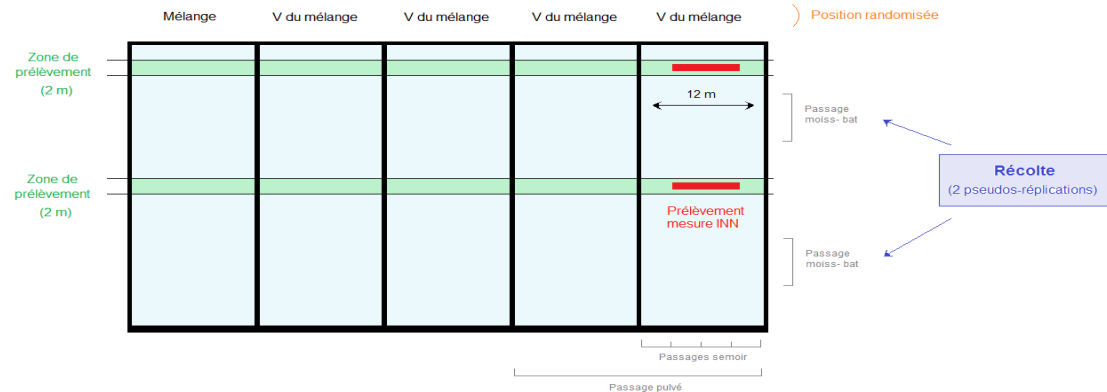 Mélange
V du mélange
V du mélange
V du mélange
V du mélange
Position randomisée
Zone de
prélèvement
(2 m)
12 m
Passage
moiss- bat
Récolte
(2 pseudos-réplications)
Zone de
prélèvement
(2 m)
Prélèvement
mesure INN
Passage
moiss- bat
Passages semoir
Passage pulvé